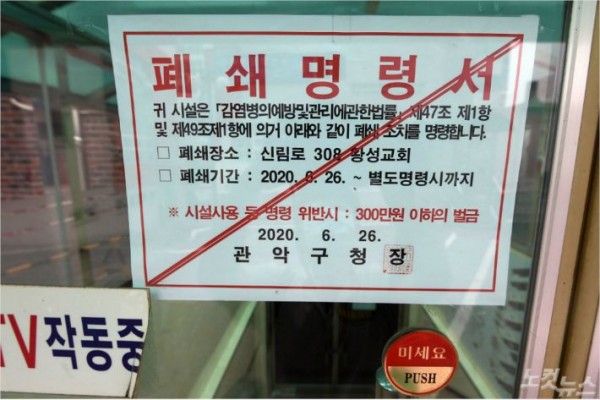 폐쇄명령서
귀 시설은 「감염병의예방및관리에관한법률」 제47조 제1항
및 제49조제1항에 의거 아래와 같이 폐쇄 조치를 명령합니다.
□ 폐쇄장소 : 신림로 308 왕성교회
□ 폐쇄기간 : 2020. 6. 26. ~ 별도명령시까지
※ 시설사용 등 명령 위반시 : 300만원 이하의 벌금
2020. 6. 26.
관악구청장
TV작동중
미세요
PUSH
노컷뉴스